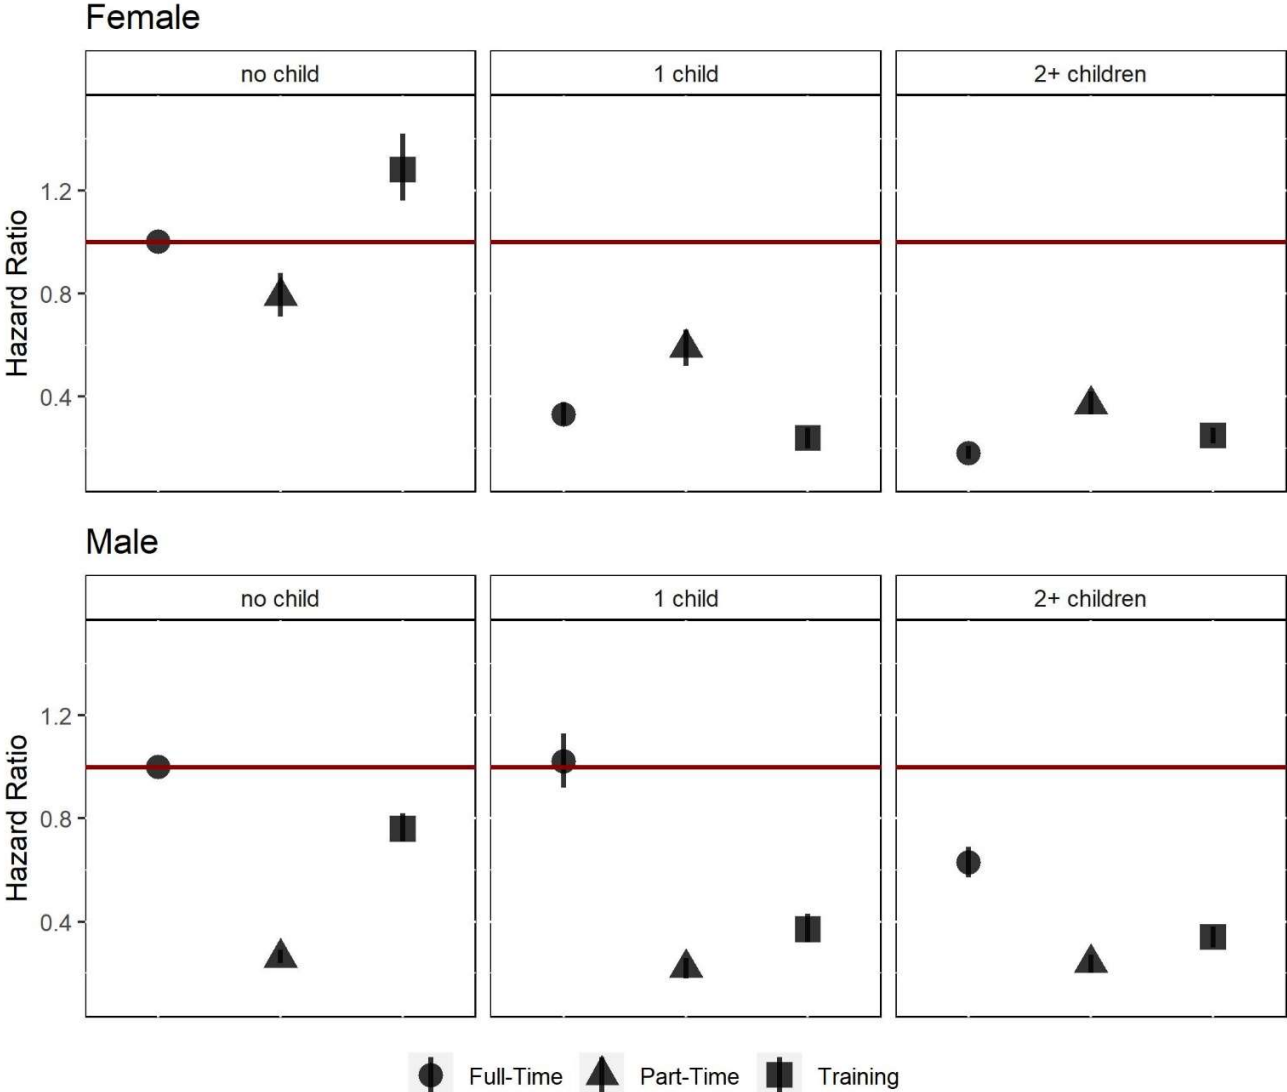 Female
no child 1 child 2+ children
Hazard Ratio
1.2
0.8
0.4
Male
no child 1 child 2+ children
Hazard Ratio
1.2
0.8
0.4
Full-Time Part-Time Training